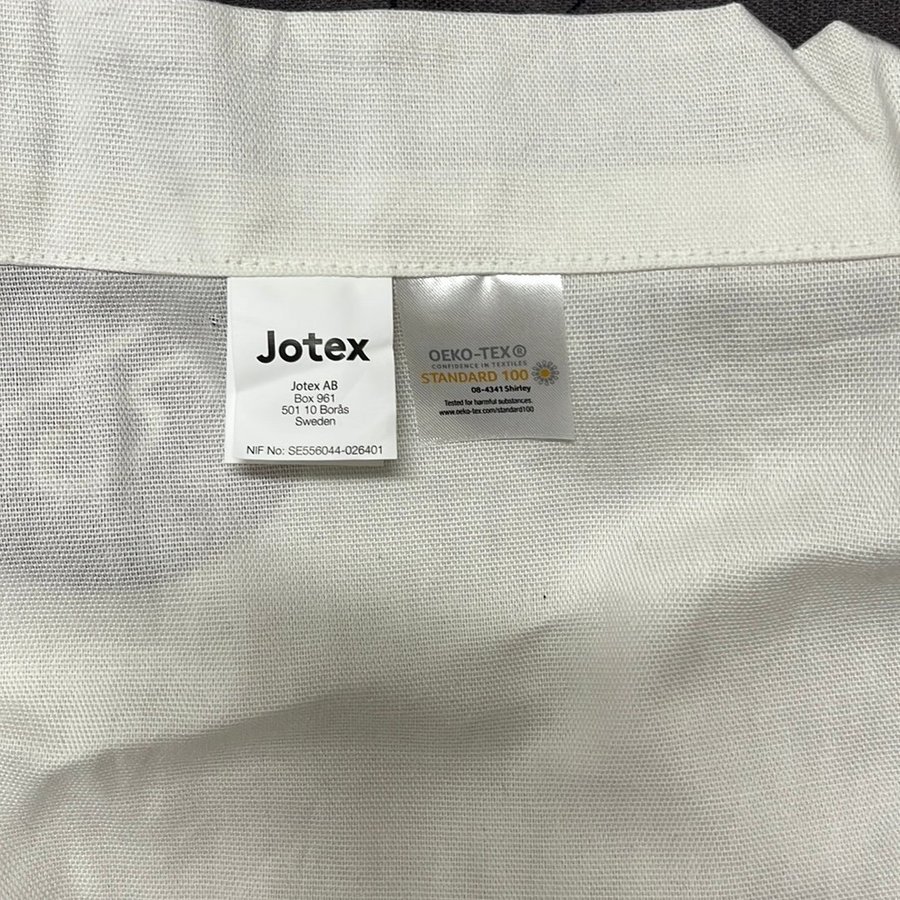 Jotex
Jotex AB
Box 961
501 10 Borås
Sweden
NIF No: SE556044-026401
OEKO-TEX®
CONFIDENCE IN TEXTILES
STANDARD 100
08-4341 Shirley
Tested for harmful substances.
www.oeko-tex.com/standard100